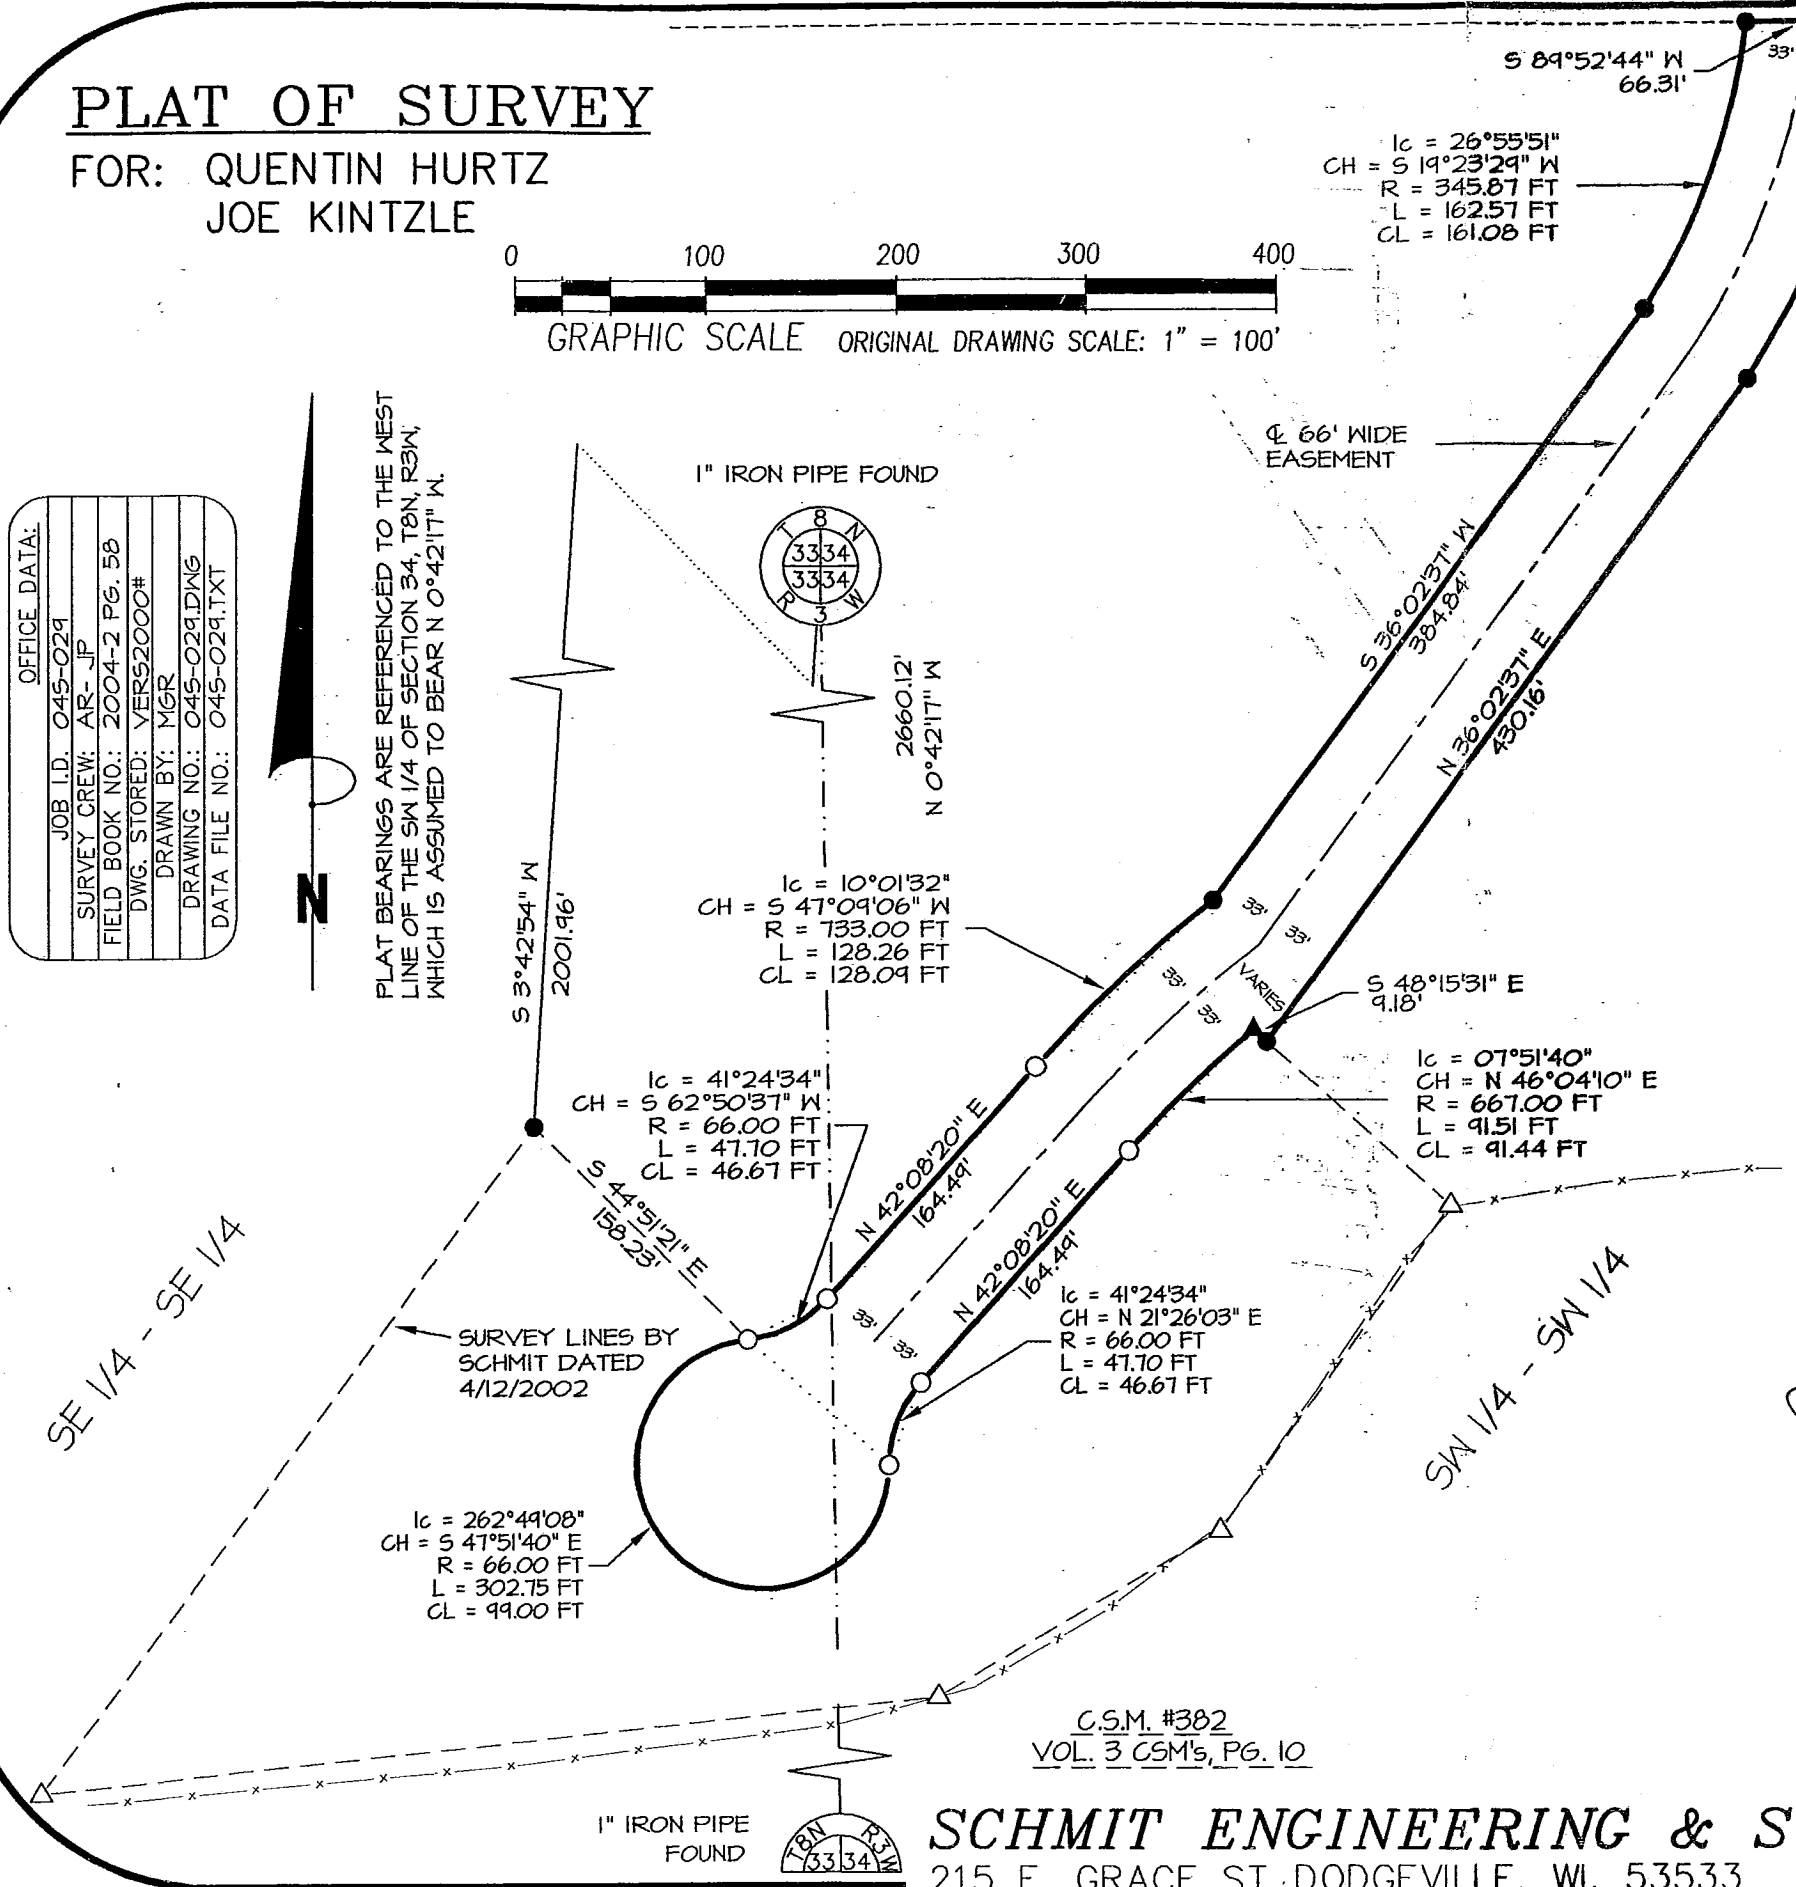 PLAT OF SURVEY
FOR: QUENTIN HURTZ
JOE KINTZLE
0 100 200 300 400
GRAPHIC SCALE ORIGINAL DRAWING SCALE: 1" = 100'
S 89°52'44" W
66.31'
33'
Ic = 26°55'51"
CH = S 19°23'29" W
R = 345.87 FT
L = 162.57 FT
CL = 161.08 FT
℄ 66' WIDE
EASEMENT
OFFICE DATA:
JOB I.D. 04S-029
SURVEY CREW: AR- JP
FIELD BOOK NO.: 2004-2 PG. 58
DWG. STORED: VERS2000#
DRAWN BY: MGR
DRAWING NO.: 04S-029.DWG
DATA FILE NO.: 04S-029.TXT
N
PLAT BEARINGS ARE REFERENCED TO THE WEST
LINE OF THE SW 1/4 OF SECTION 34, T8N, R3W,
WHICH IS ASSUMED TO BEAR N 0°42'17" W.
1" IRON PIPE FOUND
T 8 N
33 34
33 34
R 3 W
2660.12'
N 0°42'17" W
S 36°02'37" W
384.84'
N 36°02'37" E
430.16'
S 3°42'54" W
2001.96'
Ic = 10°01'32"
CH = S 47°09'06" W
R = 733.00 FT
L = 128.26 FT
CL = 128.09 FT
33'
33'
33'
33'
VARIES
S 48°15'31" E
9.18'
Ic = 07°51'40"
CH = N 46°04'10" E
R = 667.00 FT
L = 91.51 FT
CL = 91.44 FT
Ic = 41°24'34"
CH = S 62°50'37" W
R = 66.00 FT
L = 47.70 FT
CL = 46.67 FT
N 42°08'20" E
164.49'
N 42°08'20" E
164.49'
S 44°51'21" E
158.23'
33'
33'
Ic = 41°24'34"
CH = N 21°26'03" E
R = 66.00 FT
L = 47.70 FT
CL = 46.67 FT
SE 1/4 - SE 1/4
SURVEY LINES BY
SCHMIT DATED
4/12/2002
SW 1/4 - SW 1/4
Ic = 262°49'08"
CH = S 47°51'40" E
R = 66.00 FT
L = 302.75 FT
CL = 99.00 FT
C.S.M. #382
VOL. 3 CSM's, PG. 10
1" IRON PIPE
FOUND
T8N R3W
33 34
SCHMIT ENGINEERING & S
215 E. GRACE ST. DODGEVILLE, WI. 53533